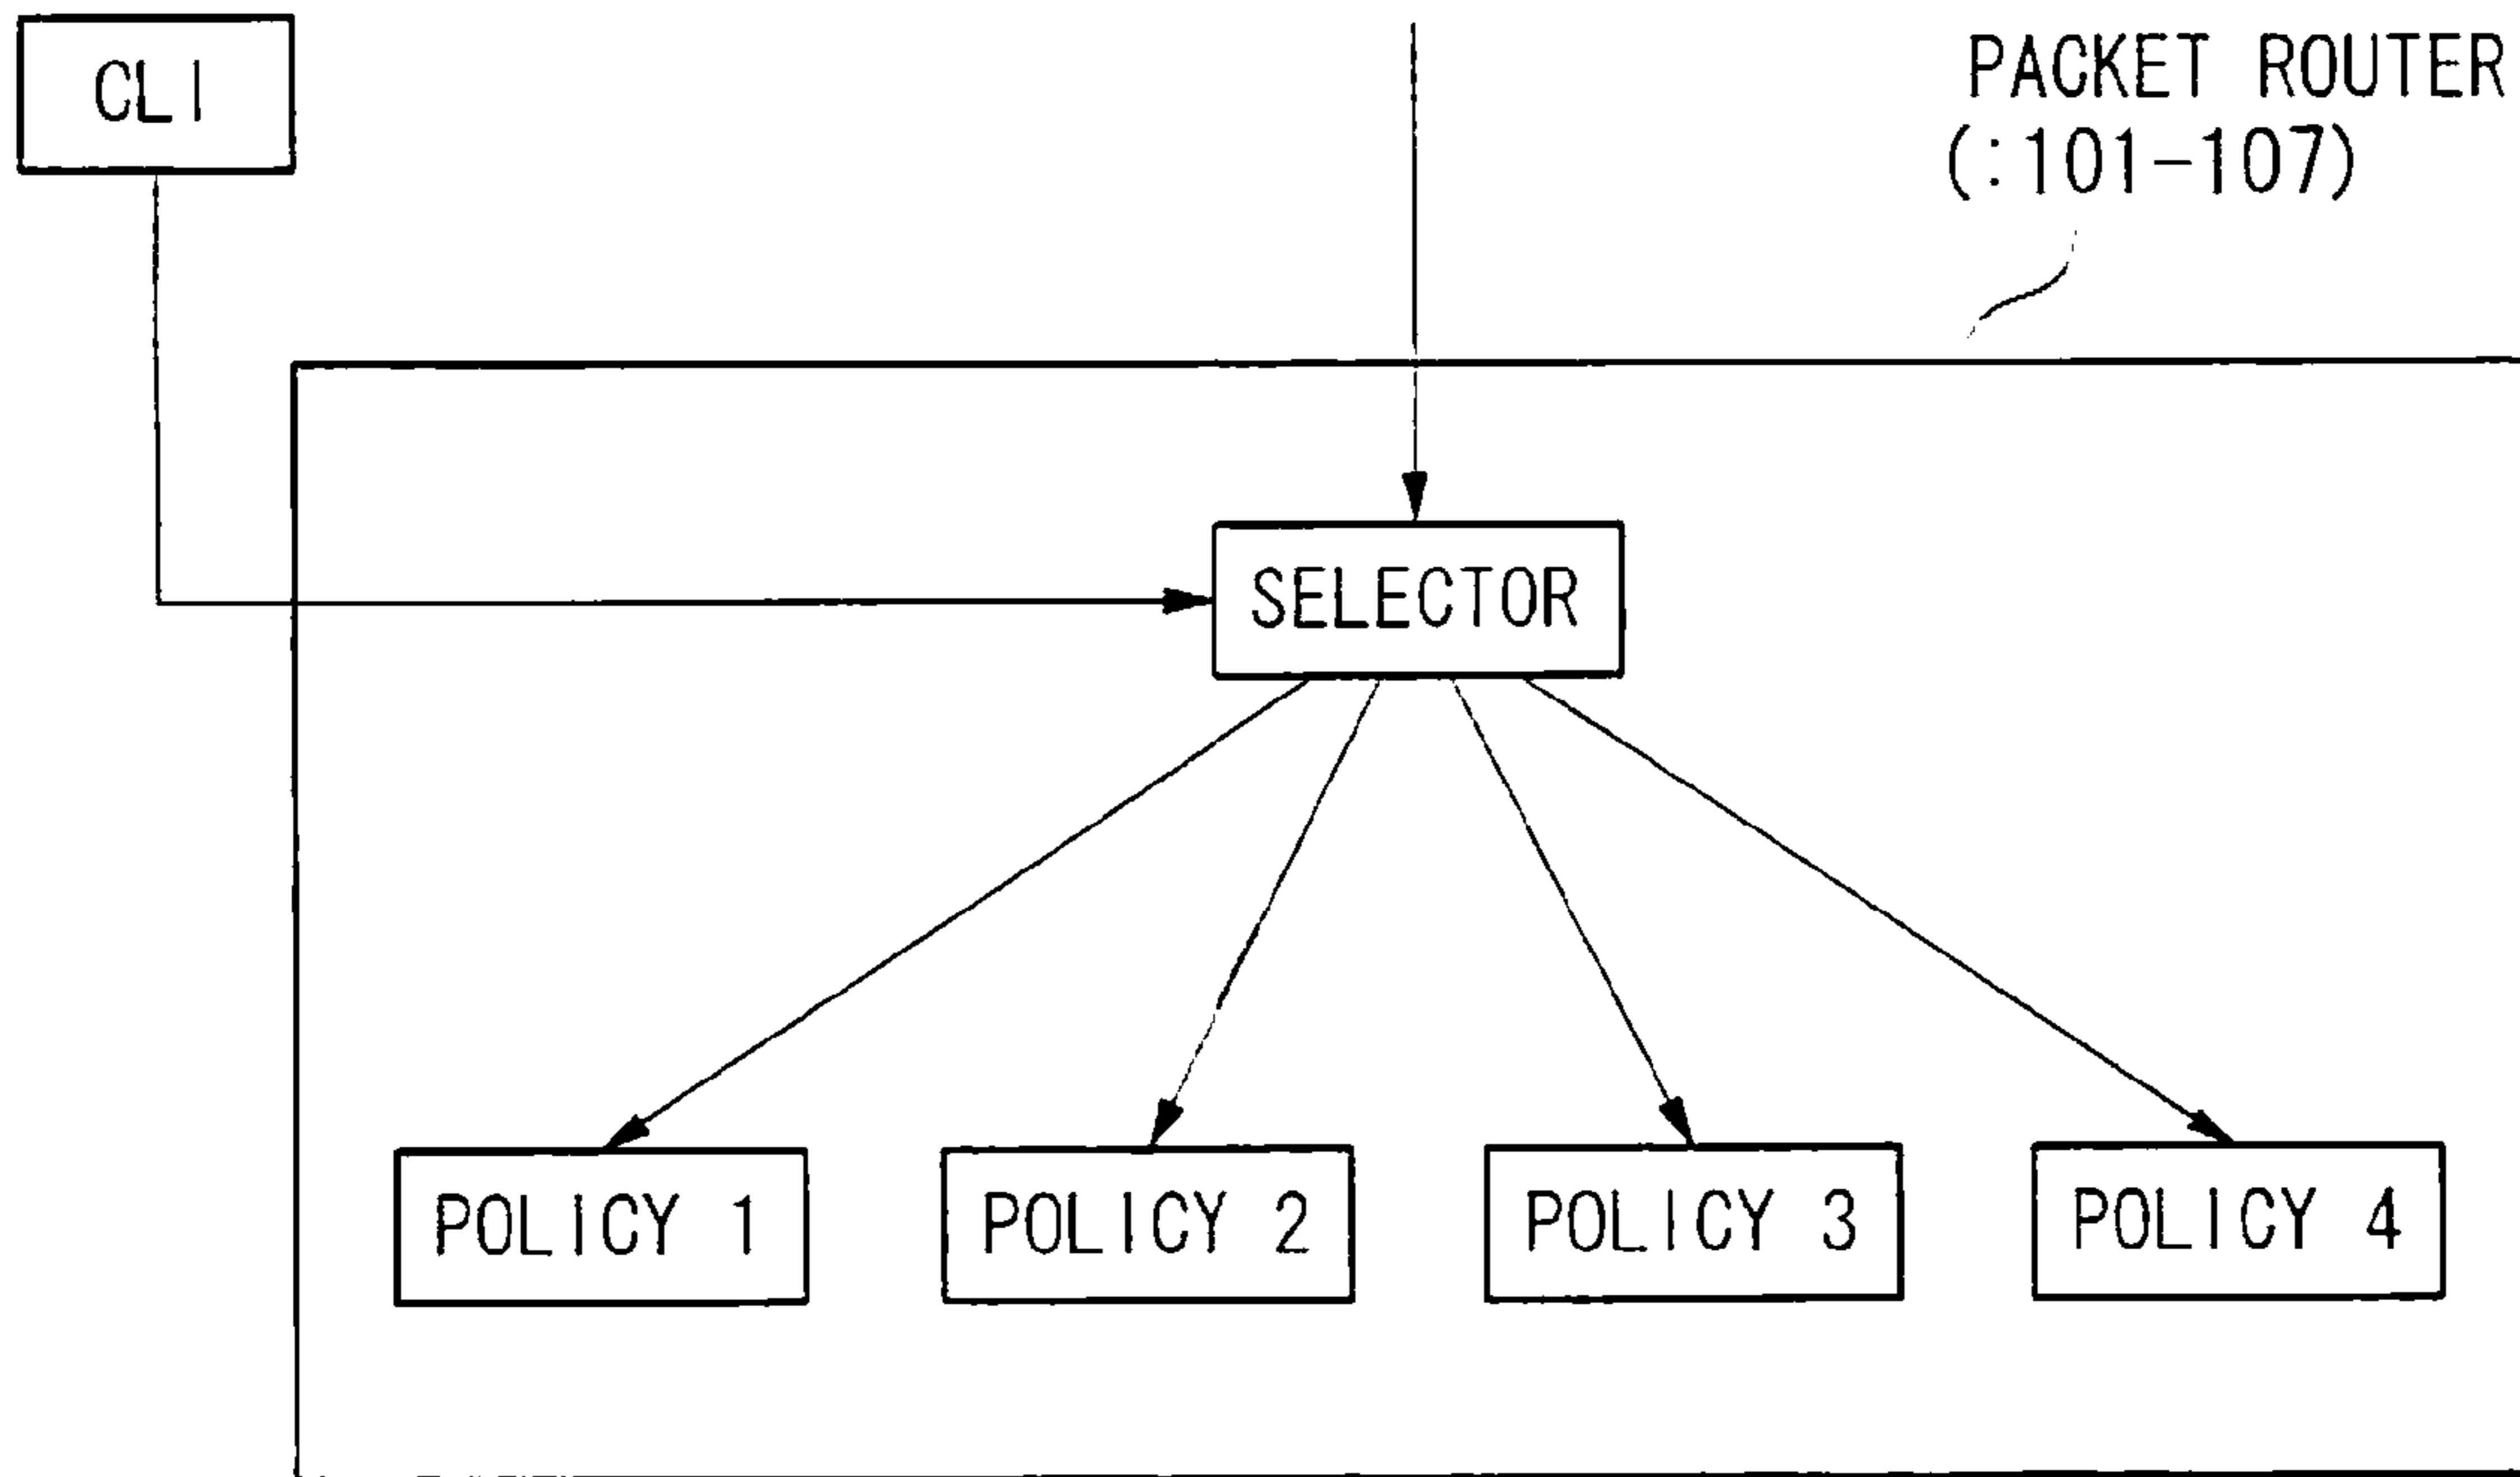 CLI
PACKET ROUTER
(:101-107)
SELECTOR
POLICY 1
POLICY 2
POLICY 3
POLICY 4